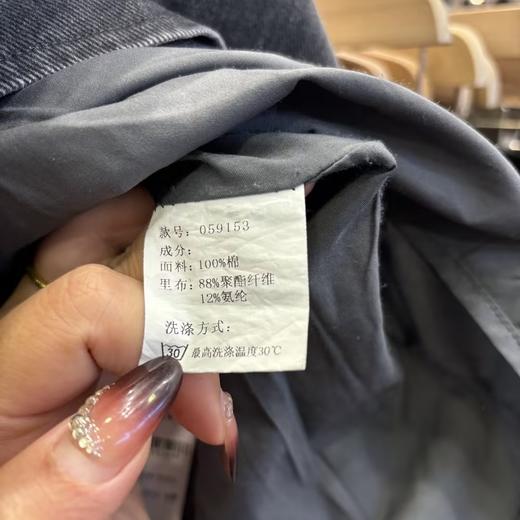 款号: 059153
成分:
面料: 100%棉
里布: 88%聚酯纤维
12%氨纶
洗涤方式:
30 最高洗涤温度30℃